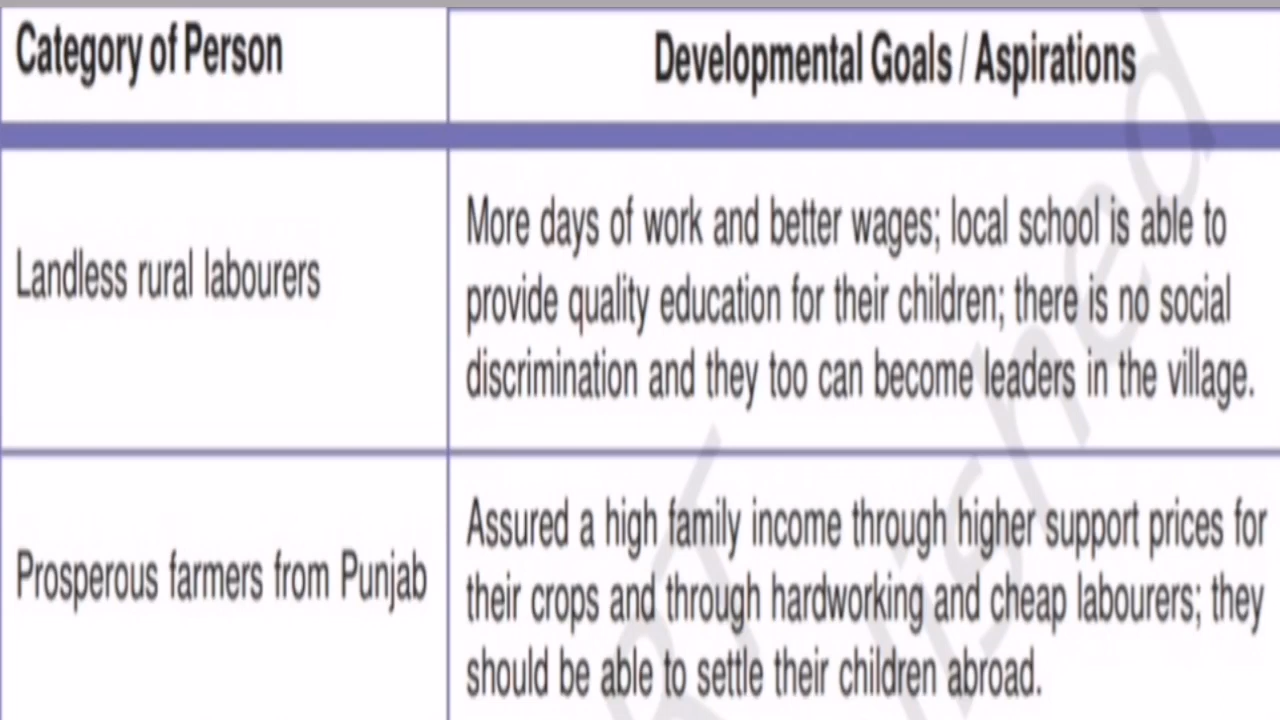 Category of Person
Developmental Goals / Aspirations
Landless rural labourers
More days of work and better wages; local school is able to
provide quality education for their children; there is no social
discrimination and they too can become leaders in the village.
Prosperous farmers from Punjab
Assured a high family income through higher support prices for
their crops and through hardworking and cheap labourers; they
should be able to settle their children abroad.